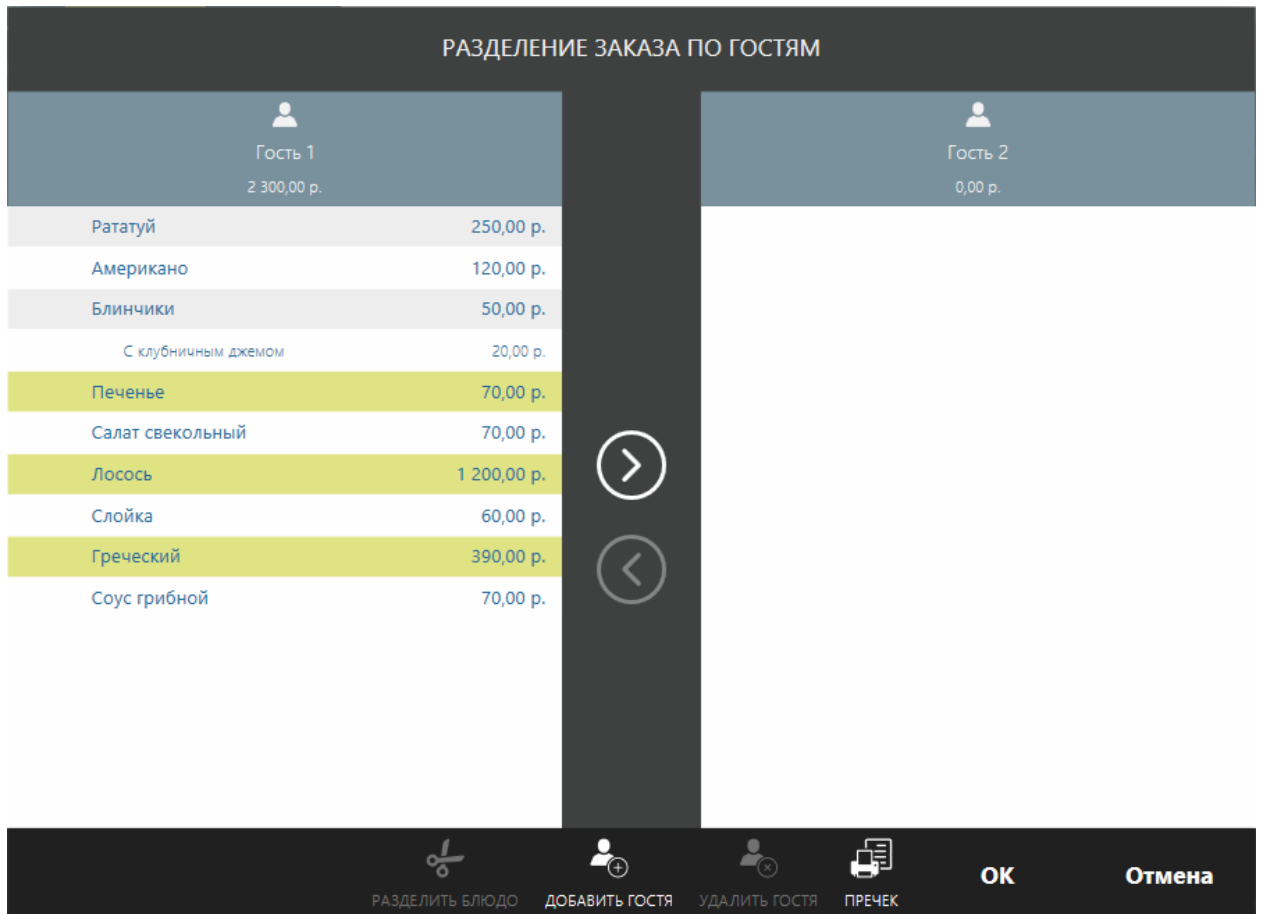 РАЗДЕЛЕНИЕ ЗАКАЗА ПО ГОСТЯМ
Гость 1
2 300,00 р.
Гость 2
0,00 р.
Рататуй 250,00 р.
Американо 120,00 р.
Блинчики 50,00 р.
С клубничным джемом 20,00 р.
Печенье 70,00 р.
Салат свекольный 70,00 р.
Лосось 1 200,00 р.
Слойка 60,00 р.
Греческий 390,00 р.
Соус грибной 70,00 р.
РАЗДЕЛИТЬ БЛЮДО ДОБАВИТЬ ГОСТЯ УДАЛИТЬ ГОСТЯ ПРЕЧЕК ОК Отмена